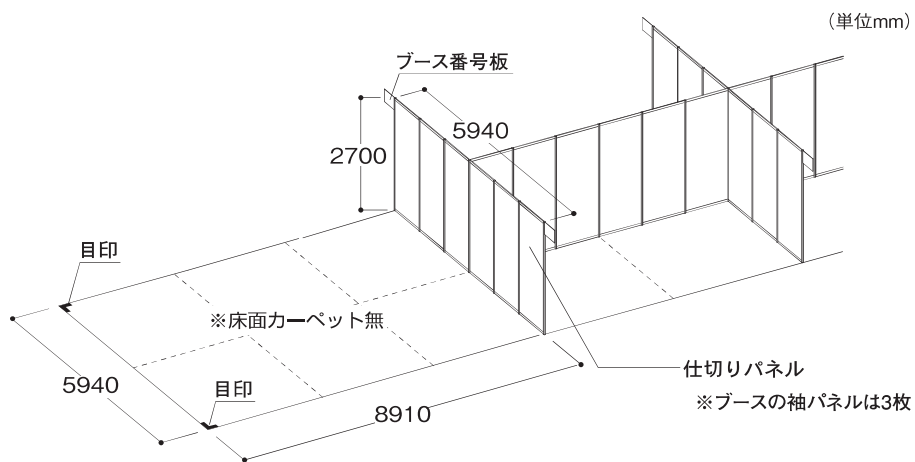 (単位mm)
ブース番号板
5940
2700
目印
※床面カーペット無
5940
目印
8910
仕切りパネル
※ブースの袖パネルは3枚